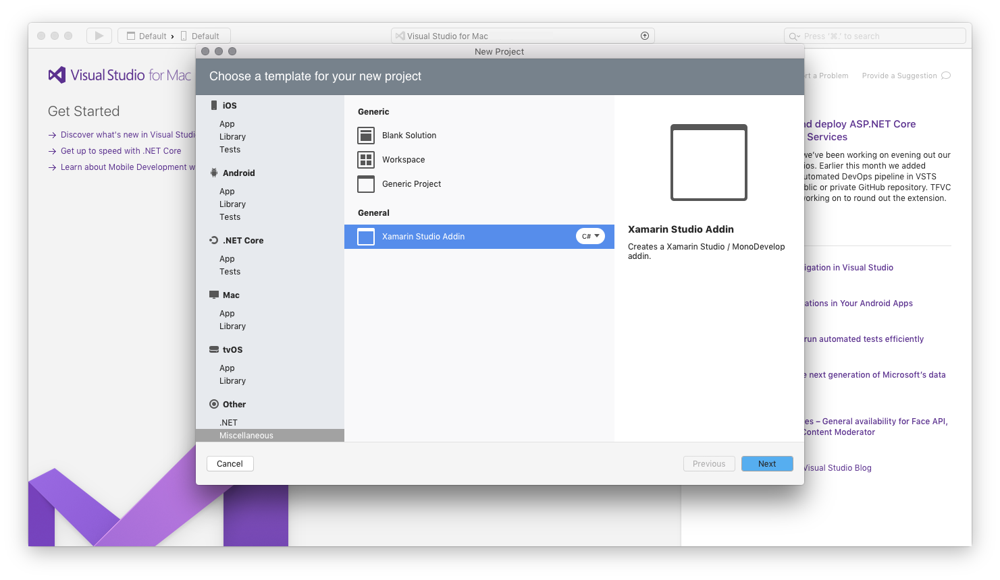 Default › Default
Visual Studio for Mac
Press '⌘.' to search
New Project
Choose a template for your new project
Visual Studio for Mac
Get Started
Discover what's new in Visual Studi
Get up to speed with .NET Core
Learn about Mobile Development w
iOS
App
Library
Tests
Android
App
Library
Tests
.NET Core
App
Tests
Mac
App
Library
tvOS
App
Library
Other
.NET
Miscellaneous
Generic
Blank Solution
Workspace
Generic Project
General
Xamarin Studio Addin
C#
Xamarin Studio Addin
Creates a Xamarin Studio / MonoDevelop
addin.
Cancel
Previous
Next
rt a Problem
Provide a Suggestion
nd deploy ASP.NET Core
Services
we've been working on evening out our
ios. Earlier this month we added
utomated DevOps pipeline in VSTS
blic or private GitHub repository. TFVC
vorking on to round out the extension.
igation in Visual Studio
ations in Your Android Apps
run automated tests efficiently
e next generation of Microsoft's data
es – General availability for Face API,
Content Moderator
Visual Studio Blog